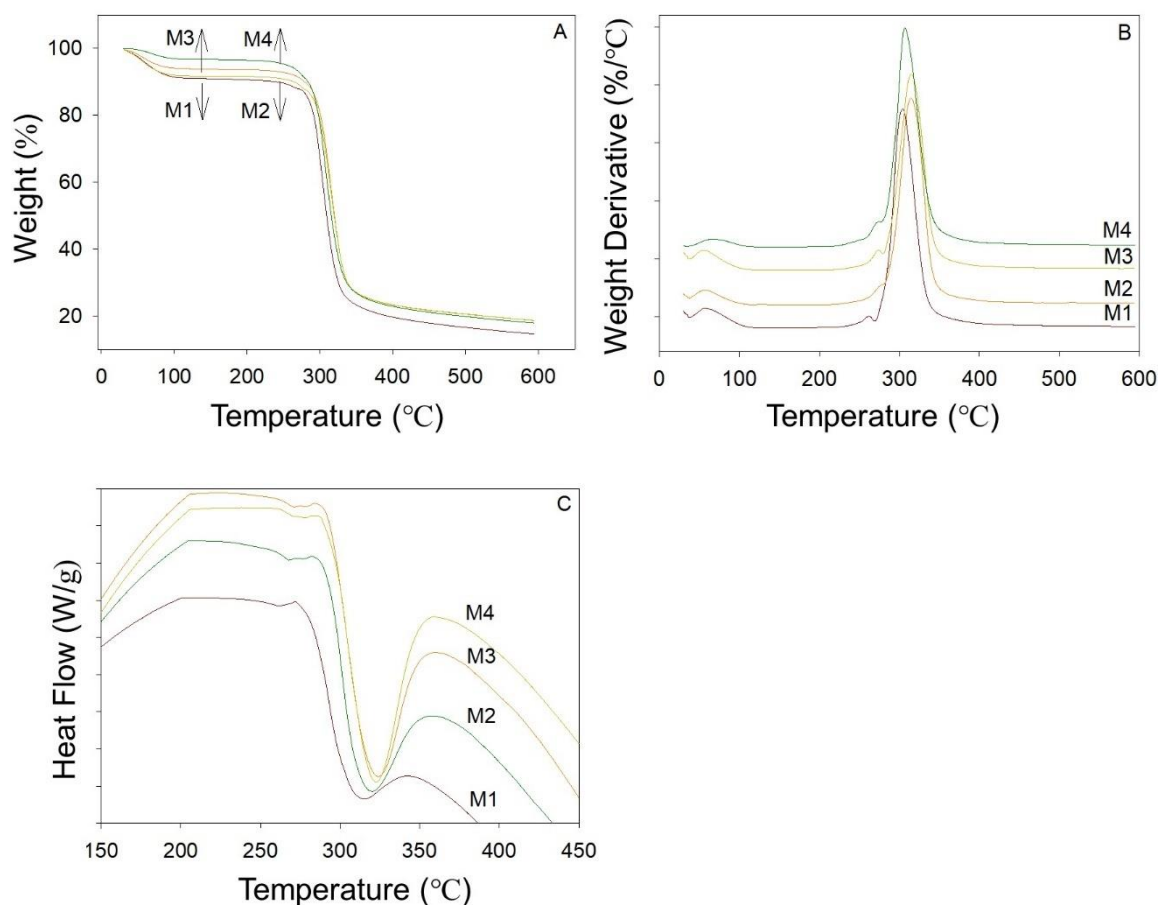 A
100
80
60
40
20
M3
M4
M1
M2
Weight (%)
0
100
200
300
400
500
600
Temperature (℃)
B
Weight Derivative (%/℃)
M4
M3
M2
M1
0
100
200
300
400
500
600
Temperature (℃)
C
Heat Flow (W/g)
M4
M3
M2
M1
150
200
250
300
350
400
450
Temperature (℃)